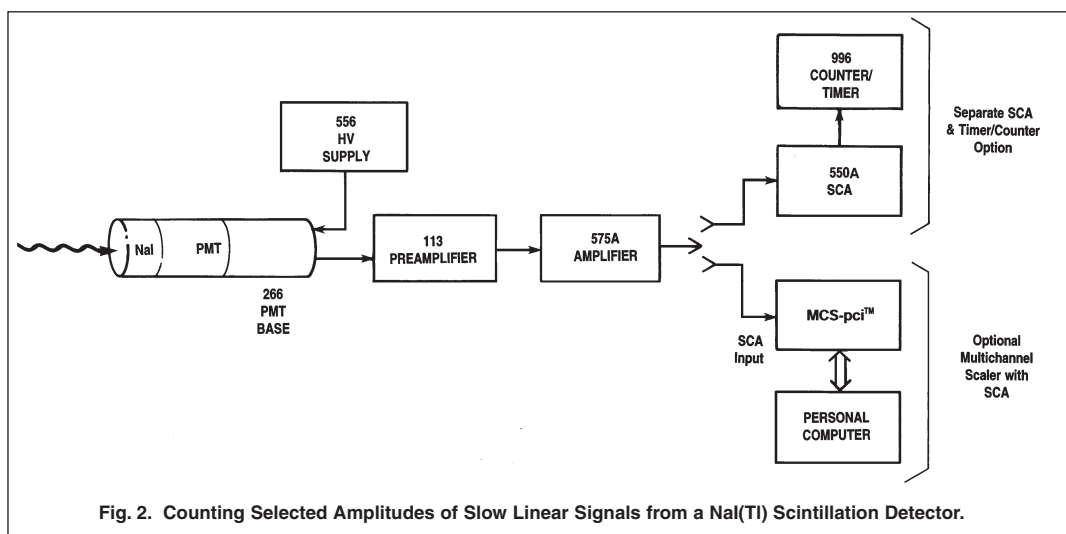 996
COUNTER/
TIMER
Separate SCA
& Timer/Counter
Option
556
HV
SUPPLY
550A
SCA
NaI
PMT
113
PREAMPLIFIER
575A
AMPLIFIER
266
PMT
BASE
MCS-pci™
SCA
Input
Optional
Multichannel
Scaler with
SCA
PERSONAL
COMPUTER
Fig. 2. Counting Selected Amplitudes of Slow Linear Signals from a NaI(Tl) Scintillation Detector.